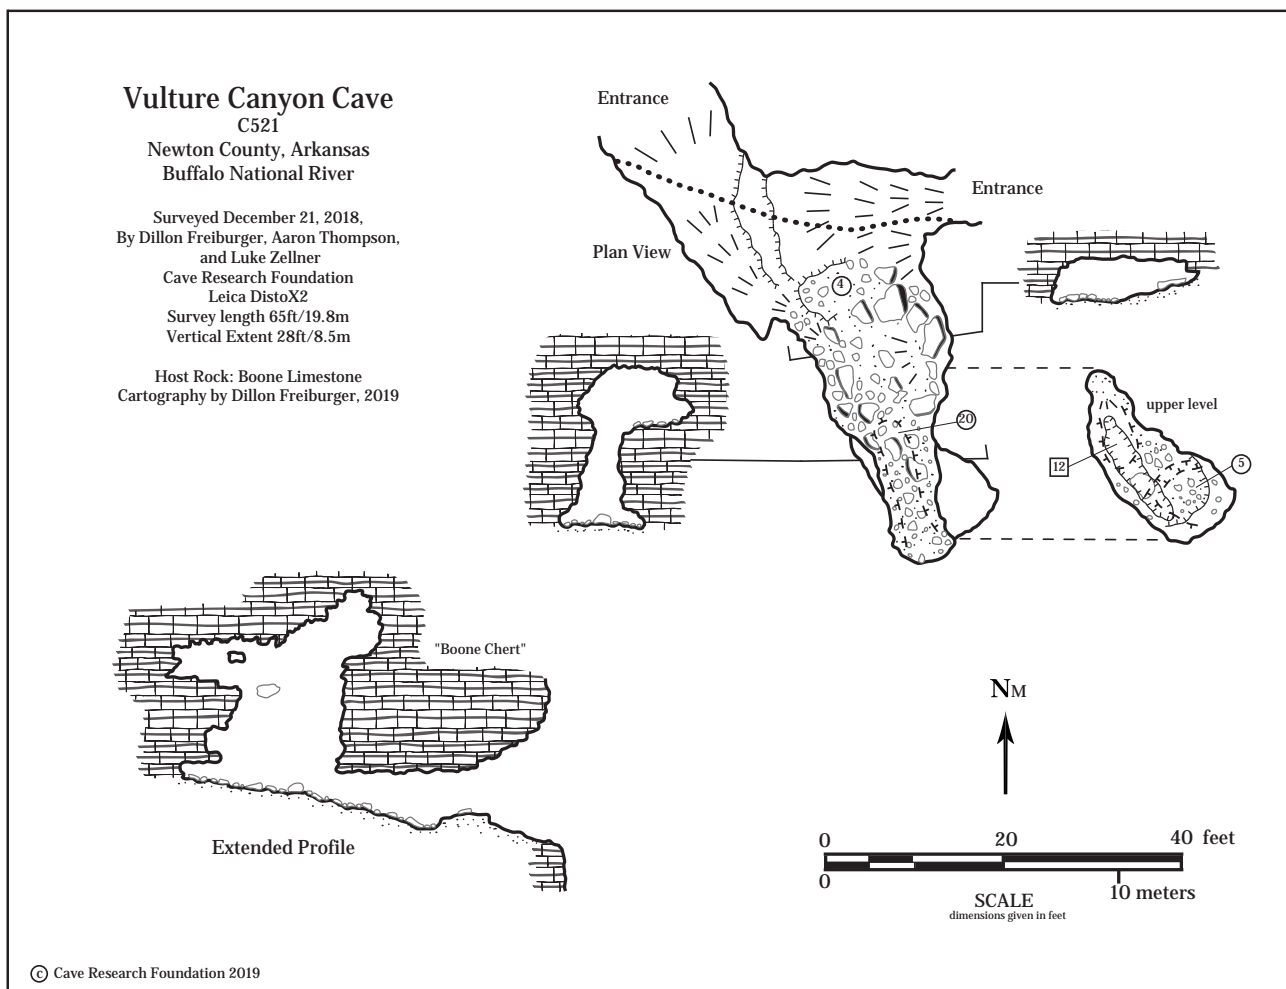 Vulture Canyon Cave
C521
Newton County, Arkansas
Buffalo National River
Surveyed December 21, 2018,
By Dillon Freiburger, Aaron Thompson,
and Luke Zellner
Cave Research Foundation
Leica DistoX2
Survey length 65ft/19.8m
Vertical Extent 28ft/8.5m
Host Rock: Boone Limestone
Cartography by Dillon Freiburger, 2019
Entrance
Entrance
Plan View
4
20
upper level
12
5
"Boone Chert"
Extended Profile
NM
0 20 40 feet
0 10 meters
SCALE
dimensions given in feet
© Cave Research Foundation 2019